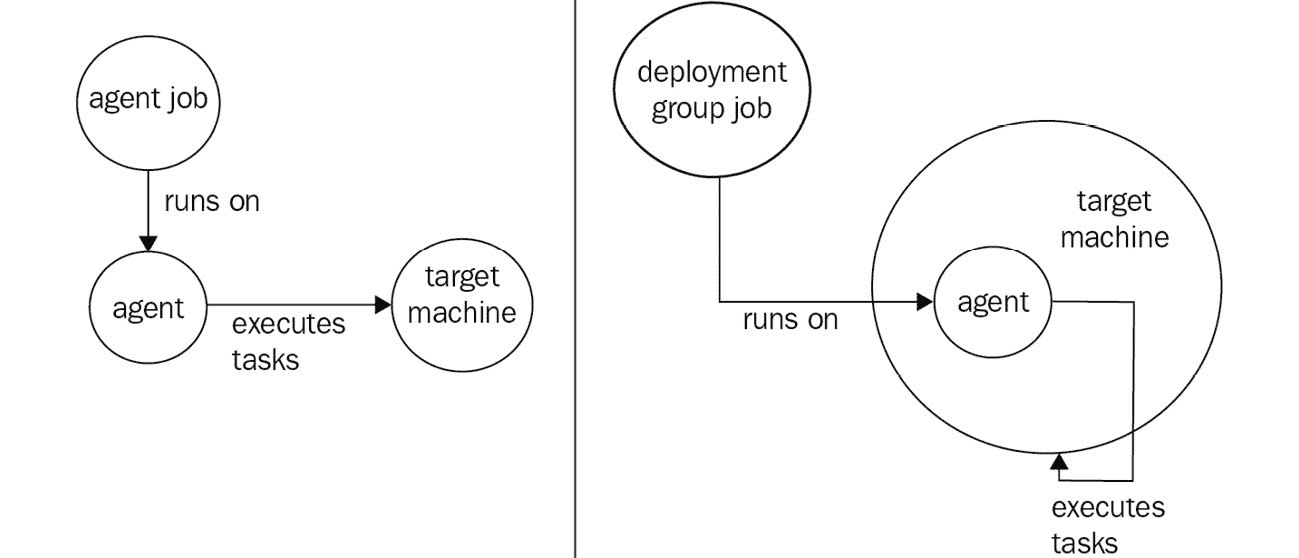 agent job
runs on
agent
executes
tasks
target
machine
deployment
group job
runs on
target
machine
agent
executes
tasks